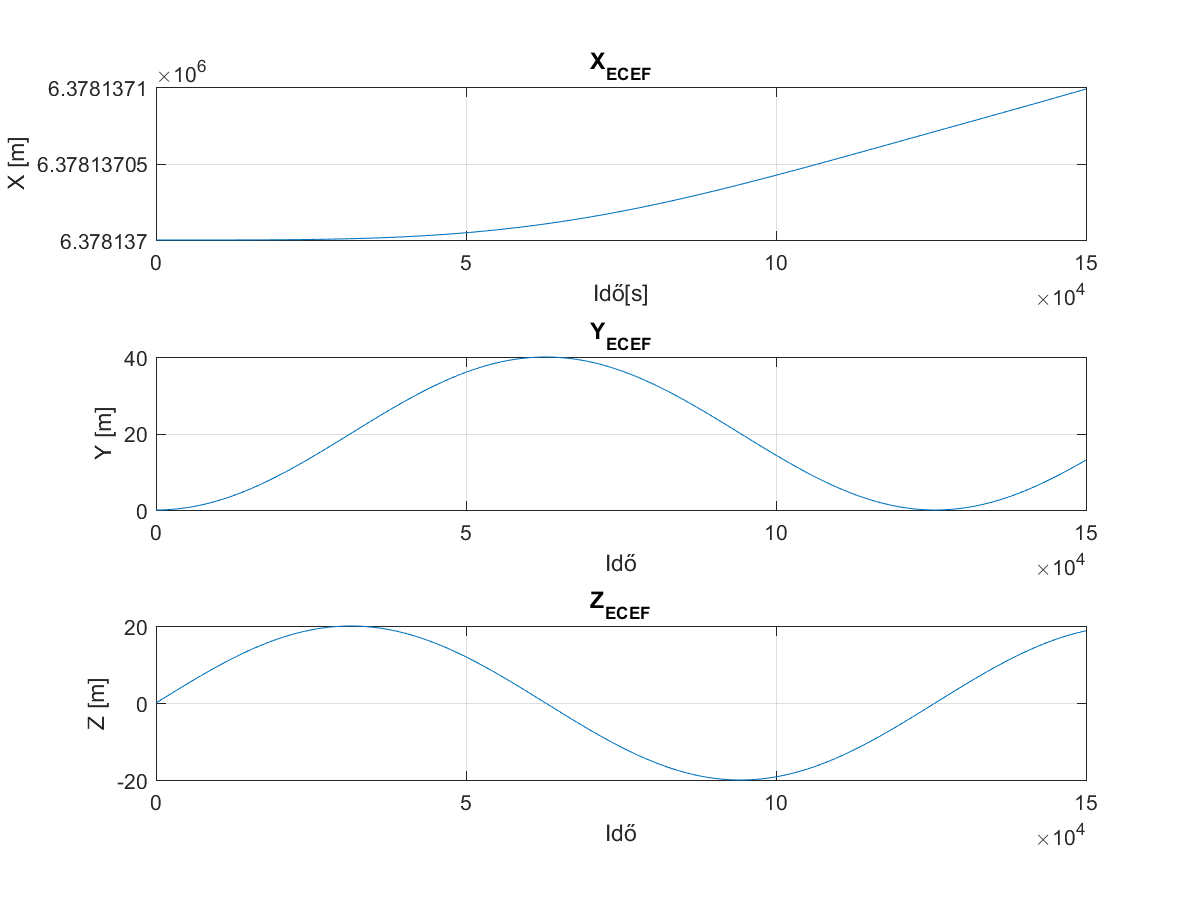 X_ECEF
×10^6
6.3781371
6.37813705
6.378137
X [m]
0 5 10 15
Idő[s]
×10^4
Y_ECEF
40
20
0
Y [m]
0 5 10 15
Idő
×10^4
Z_ECEF
20
0
-20
Z [m]
0 5 10 15
Idő
×10^4